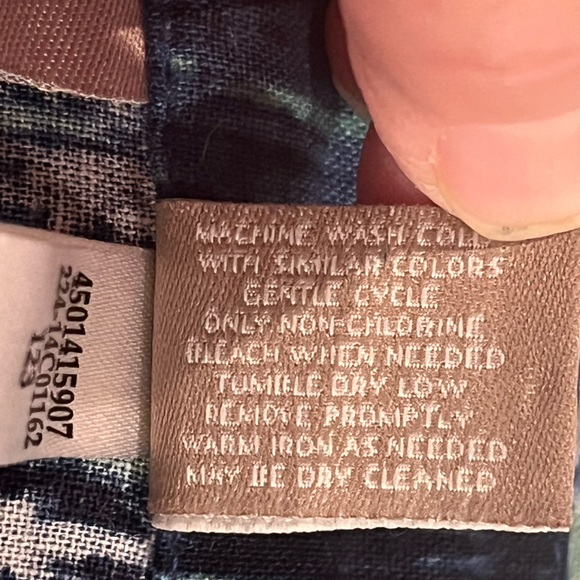 MACHINE WASH COLD
WITH SIMILAR COLORS
GENTLE CYCLE
ONLY NON-CHLORINE
BLEACH WHEN NEEDED
TUMBLE DRY LOW
REMOVE PROMPTLY
WARM IRON AS NEEDED
MAY BE DRY CLEANED
4501415907
224-14C01162
123